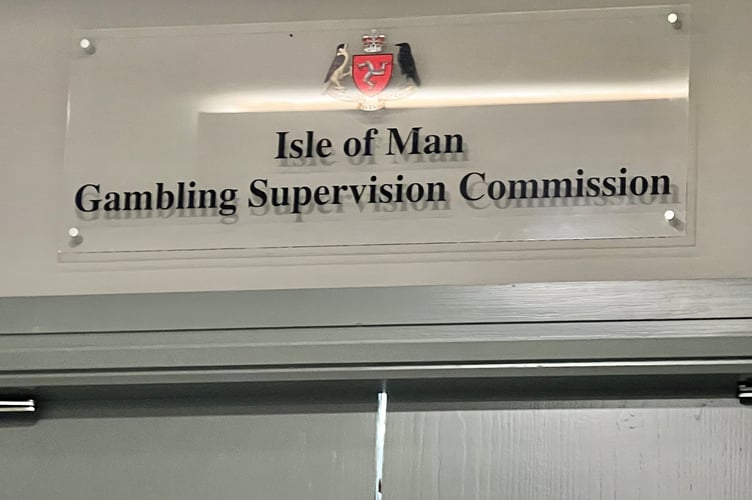 Isle of Man
Gambling Supervision Commission